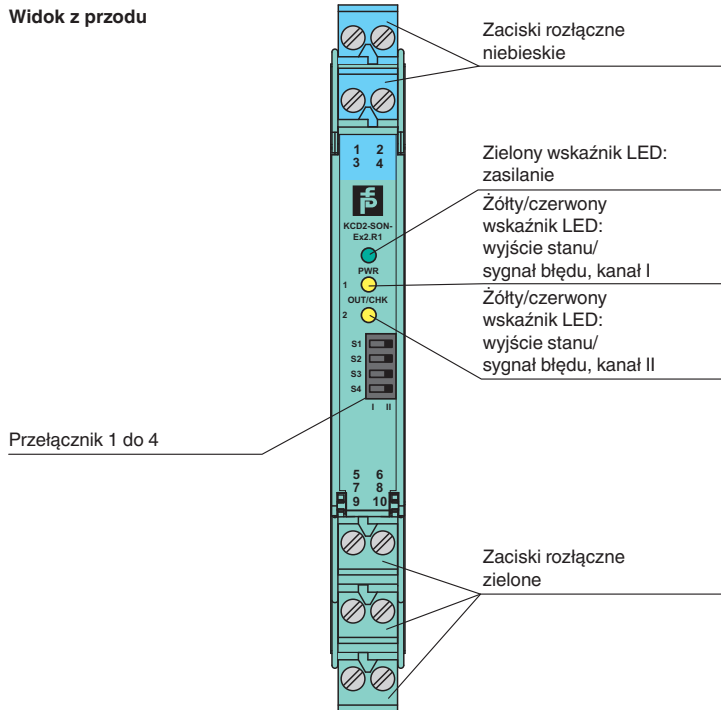 Widok z przodu
Zaciski rozłączne
niebieskie
1 2
3 4
Zielony wskaźnik LED:
zasilanie
KCD2-SON-
Ex2.R1
PWR
Żółty/czerwony
wskaźnik LED:
wyjście stanu/
sygnał błędu, kanał I
1
OUT/CHK
2
Żółty/czerwony
wskaźnik LED:
wyjście stanu/
sygnał błędu, kanał II
S1
S2
S3
S4
I II
Przełącznik 1 do 4
5 6
7 8
9 10
Zaciski rozłączne
zielone